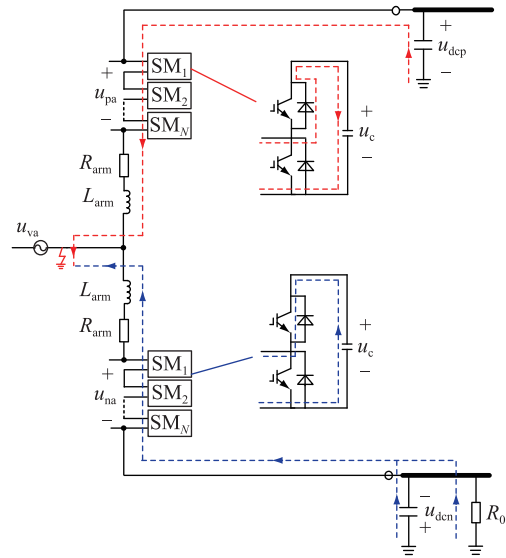 +
u_dcp
−
+
u_pa
−
SM_1
SM_2
SM_N
+
u_c
−
R_arm
L_arm
u_va
L_arm
R_arm
+
u_na
−
SM_1
SM_2
SM_N
+
u_c
−
−
u_dcn
+
R_0